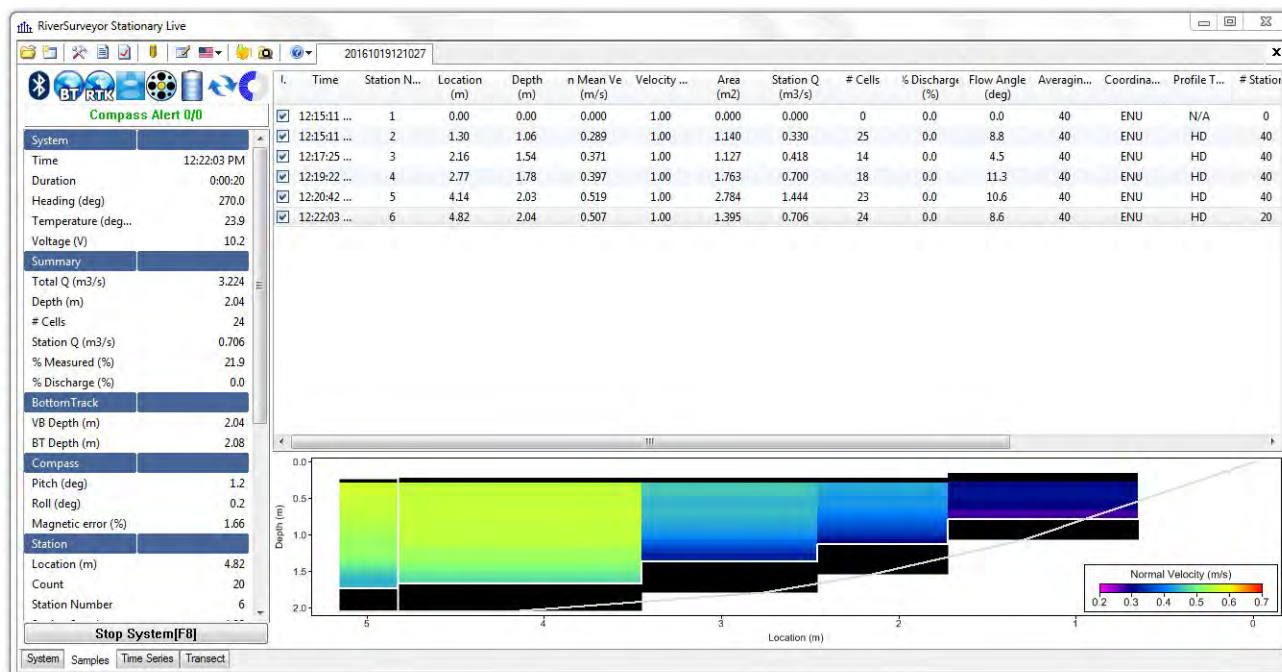 RiverSurveyor Stationary Live
20161019121027
BT RTK
Compass Alert 0/0
System
Time 12:22:03 PM
Duration 0:00:20
Heading (deg) 270.0
Temperature (deg... 23.9
Voltage (V) 10.2
Summary
Total Q (m3/s) 3.224
Depth (m) 2.04
# Cells 24
Station Q (m3/s) 0.706
% Measured (%) 21.9
% Discharge (%) 0.0
BottomTrack
VB Depth (m) 2.04
BT Depth (m) 2.08
Compass
Pitch (deg) 1.2
Roll (deg) 0.2
Magnetic error (%) 1.66
Station
Location (m) 4.82
Count 20
Station Number 6
Stop System[F8]
System Samples Time Series Transect
I. Time Station N... Location (m) Depth (m) n Mean Ve (m/s) Velocity ... Area (m2) Station Q (m3/s) # Cells % Discharge (%) Flow Angle (deg) Averagin... Coordina... Profile T... # Station
12:15:11 ... 1 0.00 0.00 0.000 1.00 0.000 0.000 0 0.0 0.0 40 ENU N/A 0
12:15:11 ... 2 1.30 1.06 0.289 1.00 1.140 0.330 25 0.0 8.8 40 ENU HD 40
12:17:25 ... 3 2.16 1.54 0.371 1.00 1.127 0.418 14 0.0 4.5 40 ENU HD 40
12:19:22 ... 4 2.77 1.78 0.397 1.00 1.763 0.700 18 0.0 11.3 40 ENU HD 40
12:20:42 ... 5 4.14 2.03 0.519 1.00 2.784 1.444 23 0.0 10.6 40 ENU HD 40
12:22:03 ... 6 4.82 2.04 0.507 1.00 1.395 0.706 24 0.0 8.6 40 ENU HD 20
Depth (m)
0.0
0.5
1.0
1.5
2.0
5 4 3 2 1 0
Location (m)
Normal Velocity (m/s)
0.2 0.3 0.4 0.5 0.6 0.7